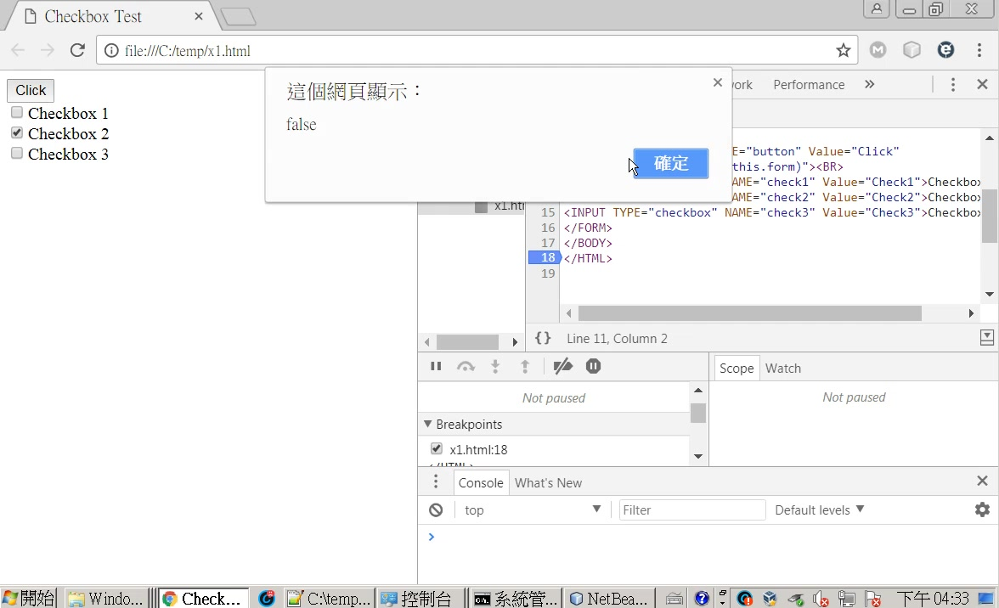 Checkbox Test
file:///C:/temp/x1.html
Click
Checkbox 1
Checkbox 2
Checkbox 3
這個網頁顯示：
false
確定
Performance
E="button" Value="Click"
this.form)"><BR>
AME="check1" Value="Check1">Checkbox
AME="check2" Value="Check2">Checkbox
15 <INPUT TYPE="checkbox" NAME="check3" Value="Check3">Checkbox
16 </FORM>
17 </BODY>
18 </HTML>
19
{} Line 11, Column 2
Scope Watch
Not paused
Not paused
Breakpoints
x1.html:18
</HTML>
Console What's New
top Filter Default levels
開始 Windo... Check... C:\temp... 控制台 系統管... NetBea... 下午 04:33